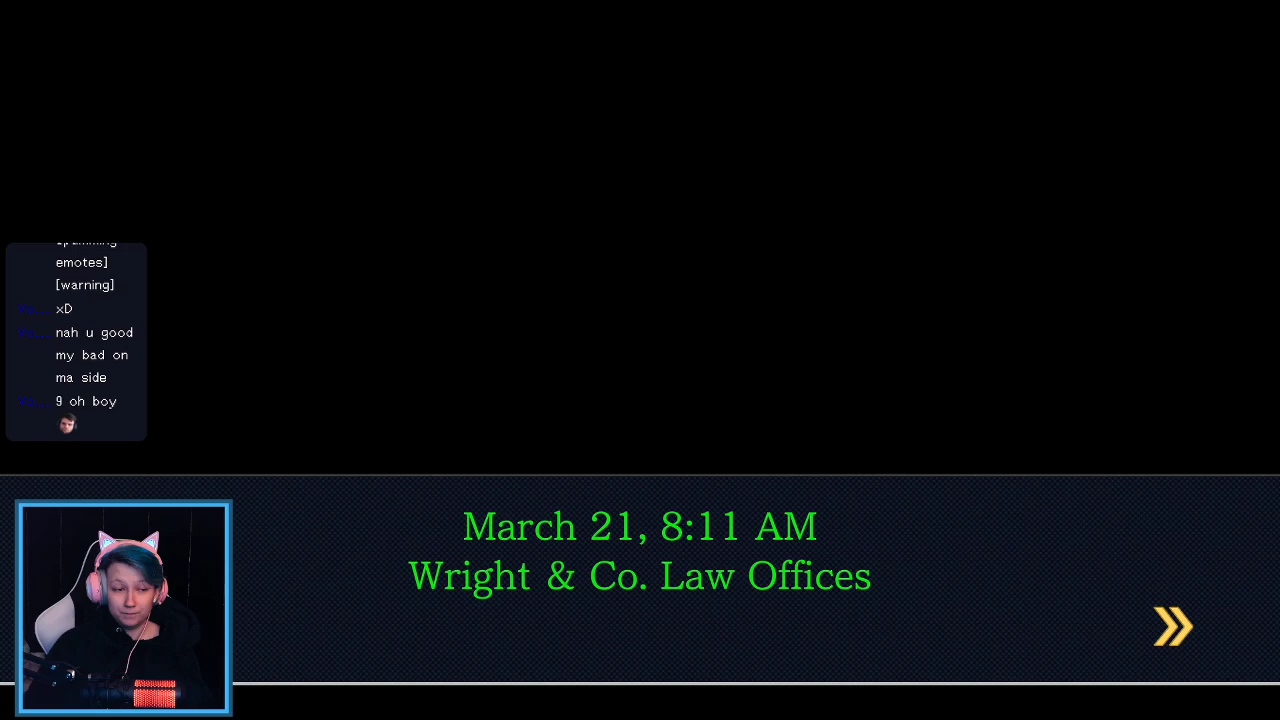 emotes]
[warning]
xD
nah u good
my bad on
ma side
9 oh boy
March 21, 8:11 AM
Wright & Co. Law Offices